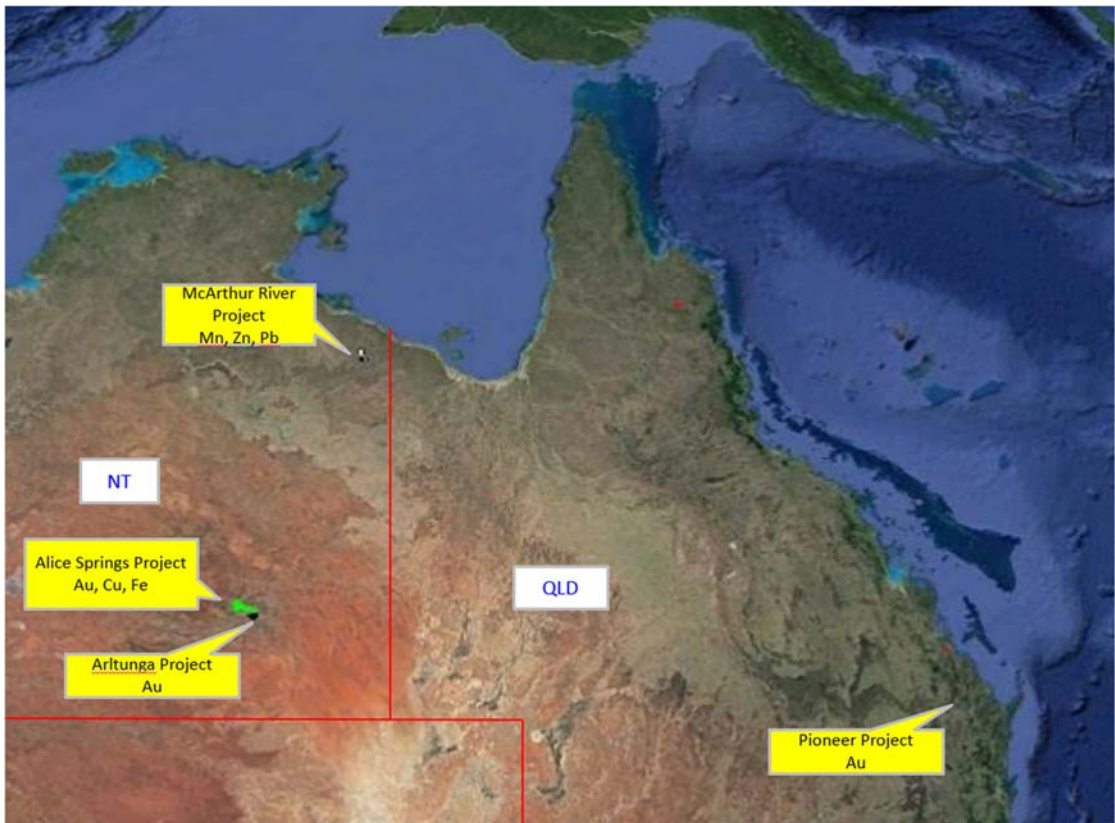 McArthur River
Project
Mn, Zn, Pb
NT
Alice Springs Project
Au, Cu, Fe
QLD
Arltunga Project
Au
Pioneer Project
Au